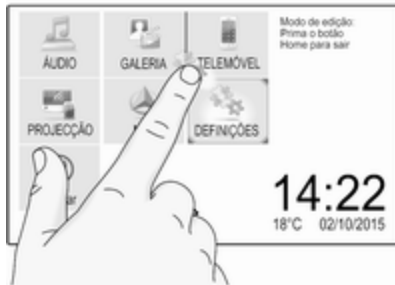 Modo de edição:
Prima o botão
Home para sair
ÁUDIO
GALERIA
TELEMÓVEL
PROJECÇÃO
DEFINIÇÕES
14:22
18°C 02/10/2015